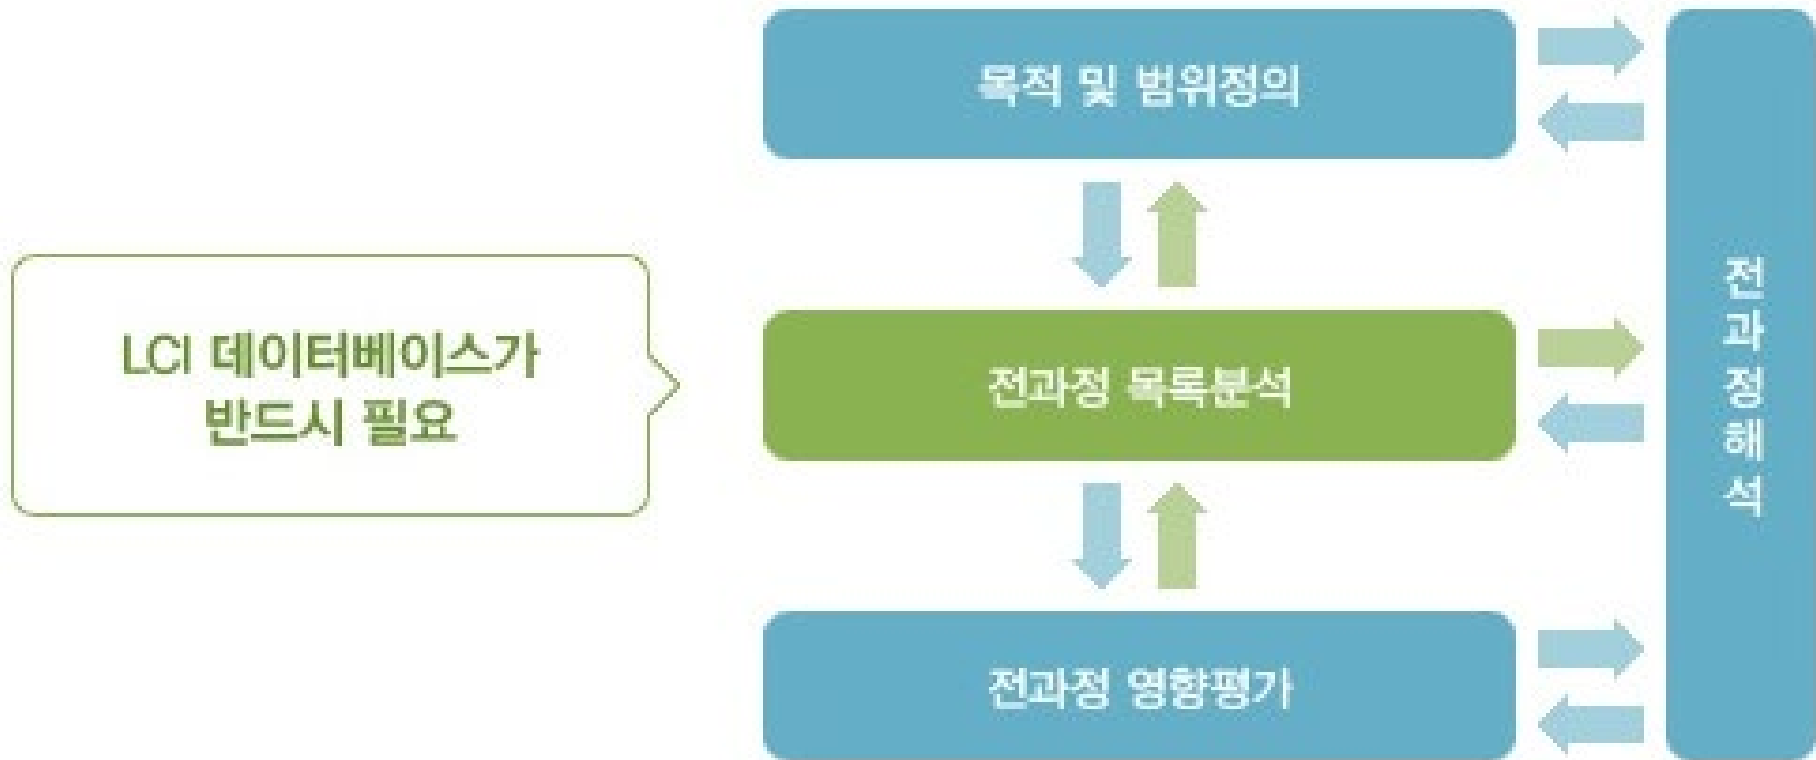 목적 및 범위정의
LCI 데이터베이스가
반드시 필요
전과정 목록분석
전과정 영향평가
전
과
정
해
석